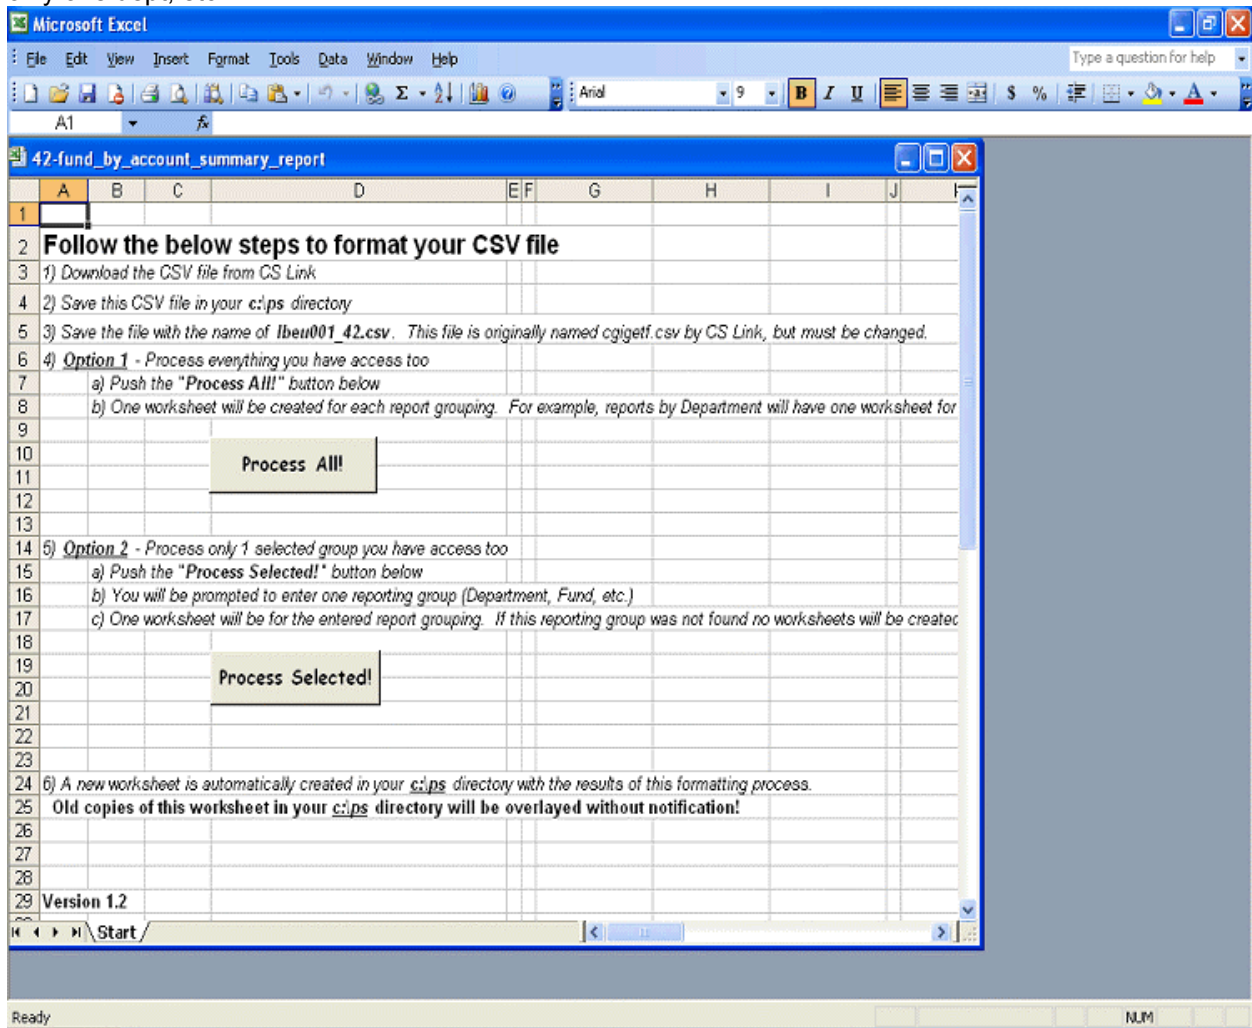 Microsoft Excel
File Edit View Insert Format Tools Data Window Help Type a question for help
Arial 9 B I U $ %
A1 fx
42-fund_by_account_summary_report
A B C D E F G H I J
1
2 Follow the below steps to format your CSV file
3 1) Download the CSV file from CS Link
4 2) Save this CSV file in your c:\ps directory
5 3) Save the file with the name of lbeu001_42.csv. This file is originally named cgigetf.csv by CS Link, but must be changed.
6 4) Option 1 - Process everything you have access too
7 a) Push the "Process All!" button below
8 b) One worksheet will be created for each report grouping. For example, reports by Department will have one worksheet for
9
10
Process All!
11
12
13
14 5) Option 2 - Process only 1 selected group you have access too
15 a) Push the "Process Selected!" button below
16 b) You will be prompted to enter one reporting group (Department, Fund, etc.)
17 c) One worksheet will be for the entered report grouping. If this reporting group was not found no worksheets will be created
18
19
Process Selected!
20
21
22
23
24 6) A new worksheet is automatically created in your c:\ps directory with the results of this formatting process.
25 Old copies of this worksheet in your c:\ps directory will be overlayed without notification!
26
27
28
29 Version 1.2
Start
Ready NUM